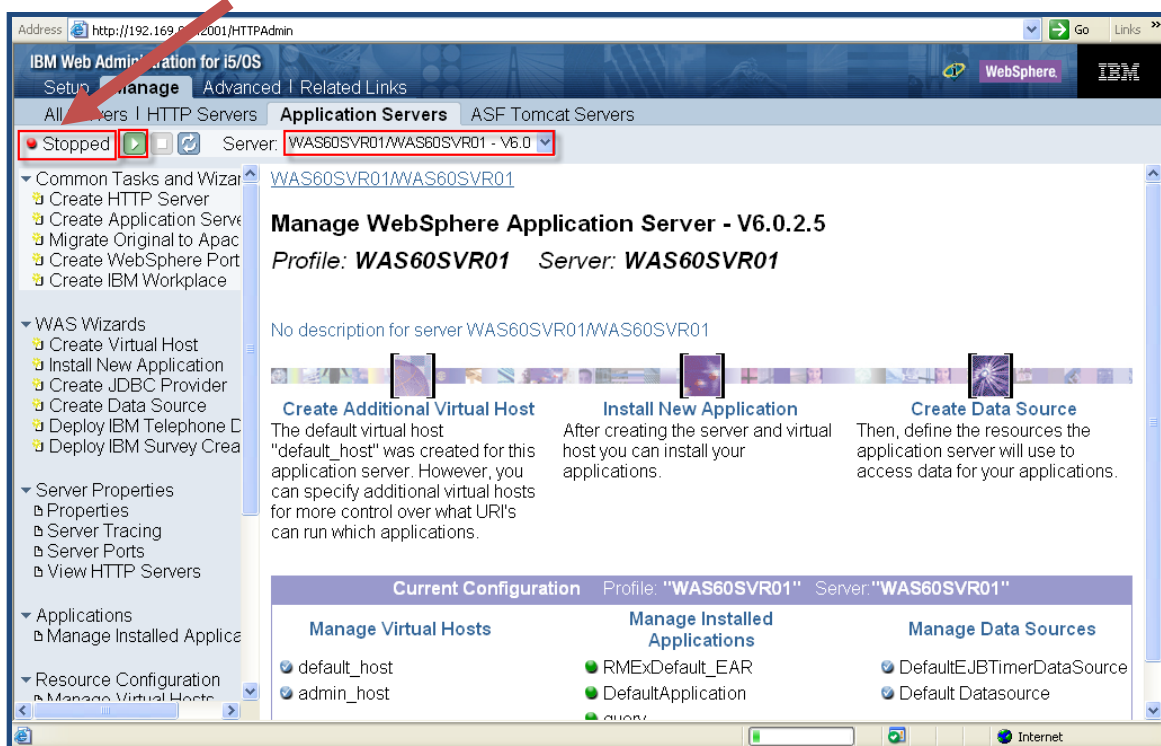 Address http://192.169. 2001/HTTPAdmin Go Links »
IBM Web Administration for i5/OS
WebSphere. IBM
Setup Manage Advanced | Related Links
All Servers | HTTP Servers Application Servers ASF Tomcat Servers
Stopped Server: WAS60SVR01/WAS60SVR01 - V6.0
Common Tasks and Wizar
Create HTTP Server
Create Application Serve
Migrate Original to Apac
Create WebSphere Port
Create IBM Workplace
WAS Wizards
Create Virtual Host
Install New Application
Create JDBC Provider
Create Data Source
Deploy IBM Telephone D
Deploy IBM Survey Crea
Server Properties
Properties
Server Tracing
Server Ports
View HTTP Servers
Applications
Manage Installed Applica
Resource Configuration
Manage Virtual Hosts
WAS60SVR01/WAS60SVR01
Manage WebSphere Application Server - V6.0.2.5
Profile: WAS60SVR01 Server: WAS60SVR01
No description for server WAS60SVR01/WAS60SVR01
Create Additional Virtual Host
The default virtual host
"default_host" was created for this
application server. However, you
can specify additional virtual hosts
for more control over what URI's
can run which applications.
Install New Application
After creating the server and virtual
host you can install your
applications.
Create Data Source
Then, define the resources the
application server will use to
access data for your applications.
Current Configuration Profile: "WAS60SVR01" Server:"WAS60SVR01"
Manage Virtual Hosts
default_host
admin_host
Manage Installed
Applications
RMExDefault_EAR
DefaultApplication
query
Manage Data Sources
DefaultEJBTimerDataSource
Default Datasource
Internet